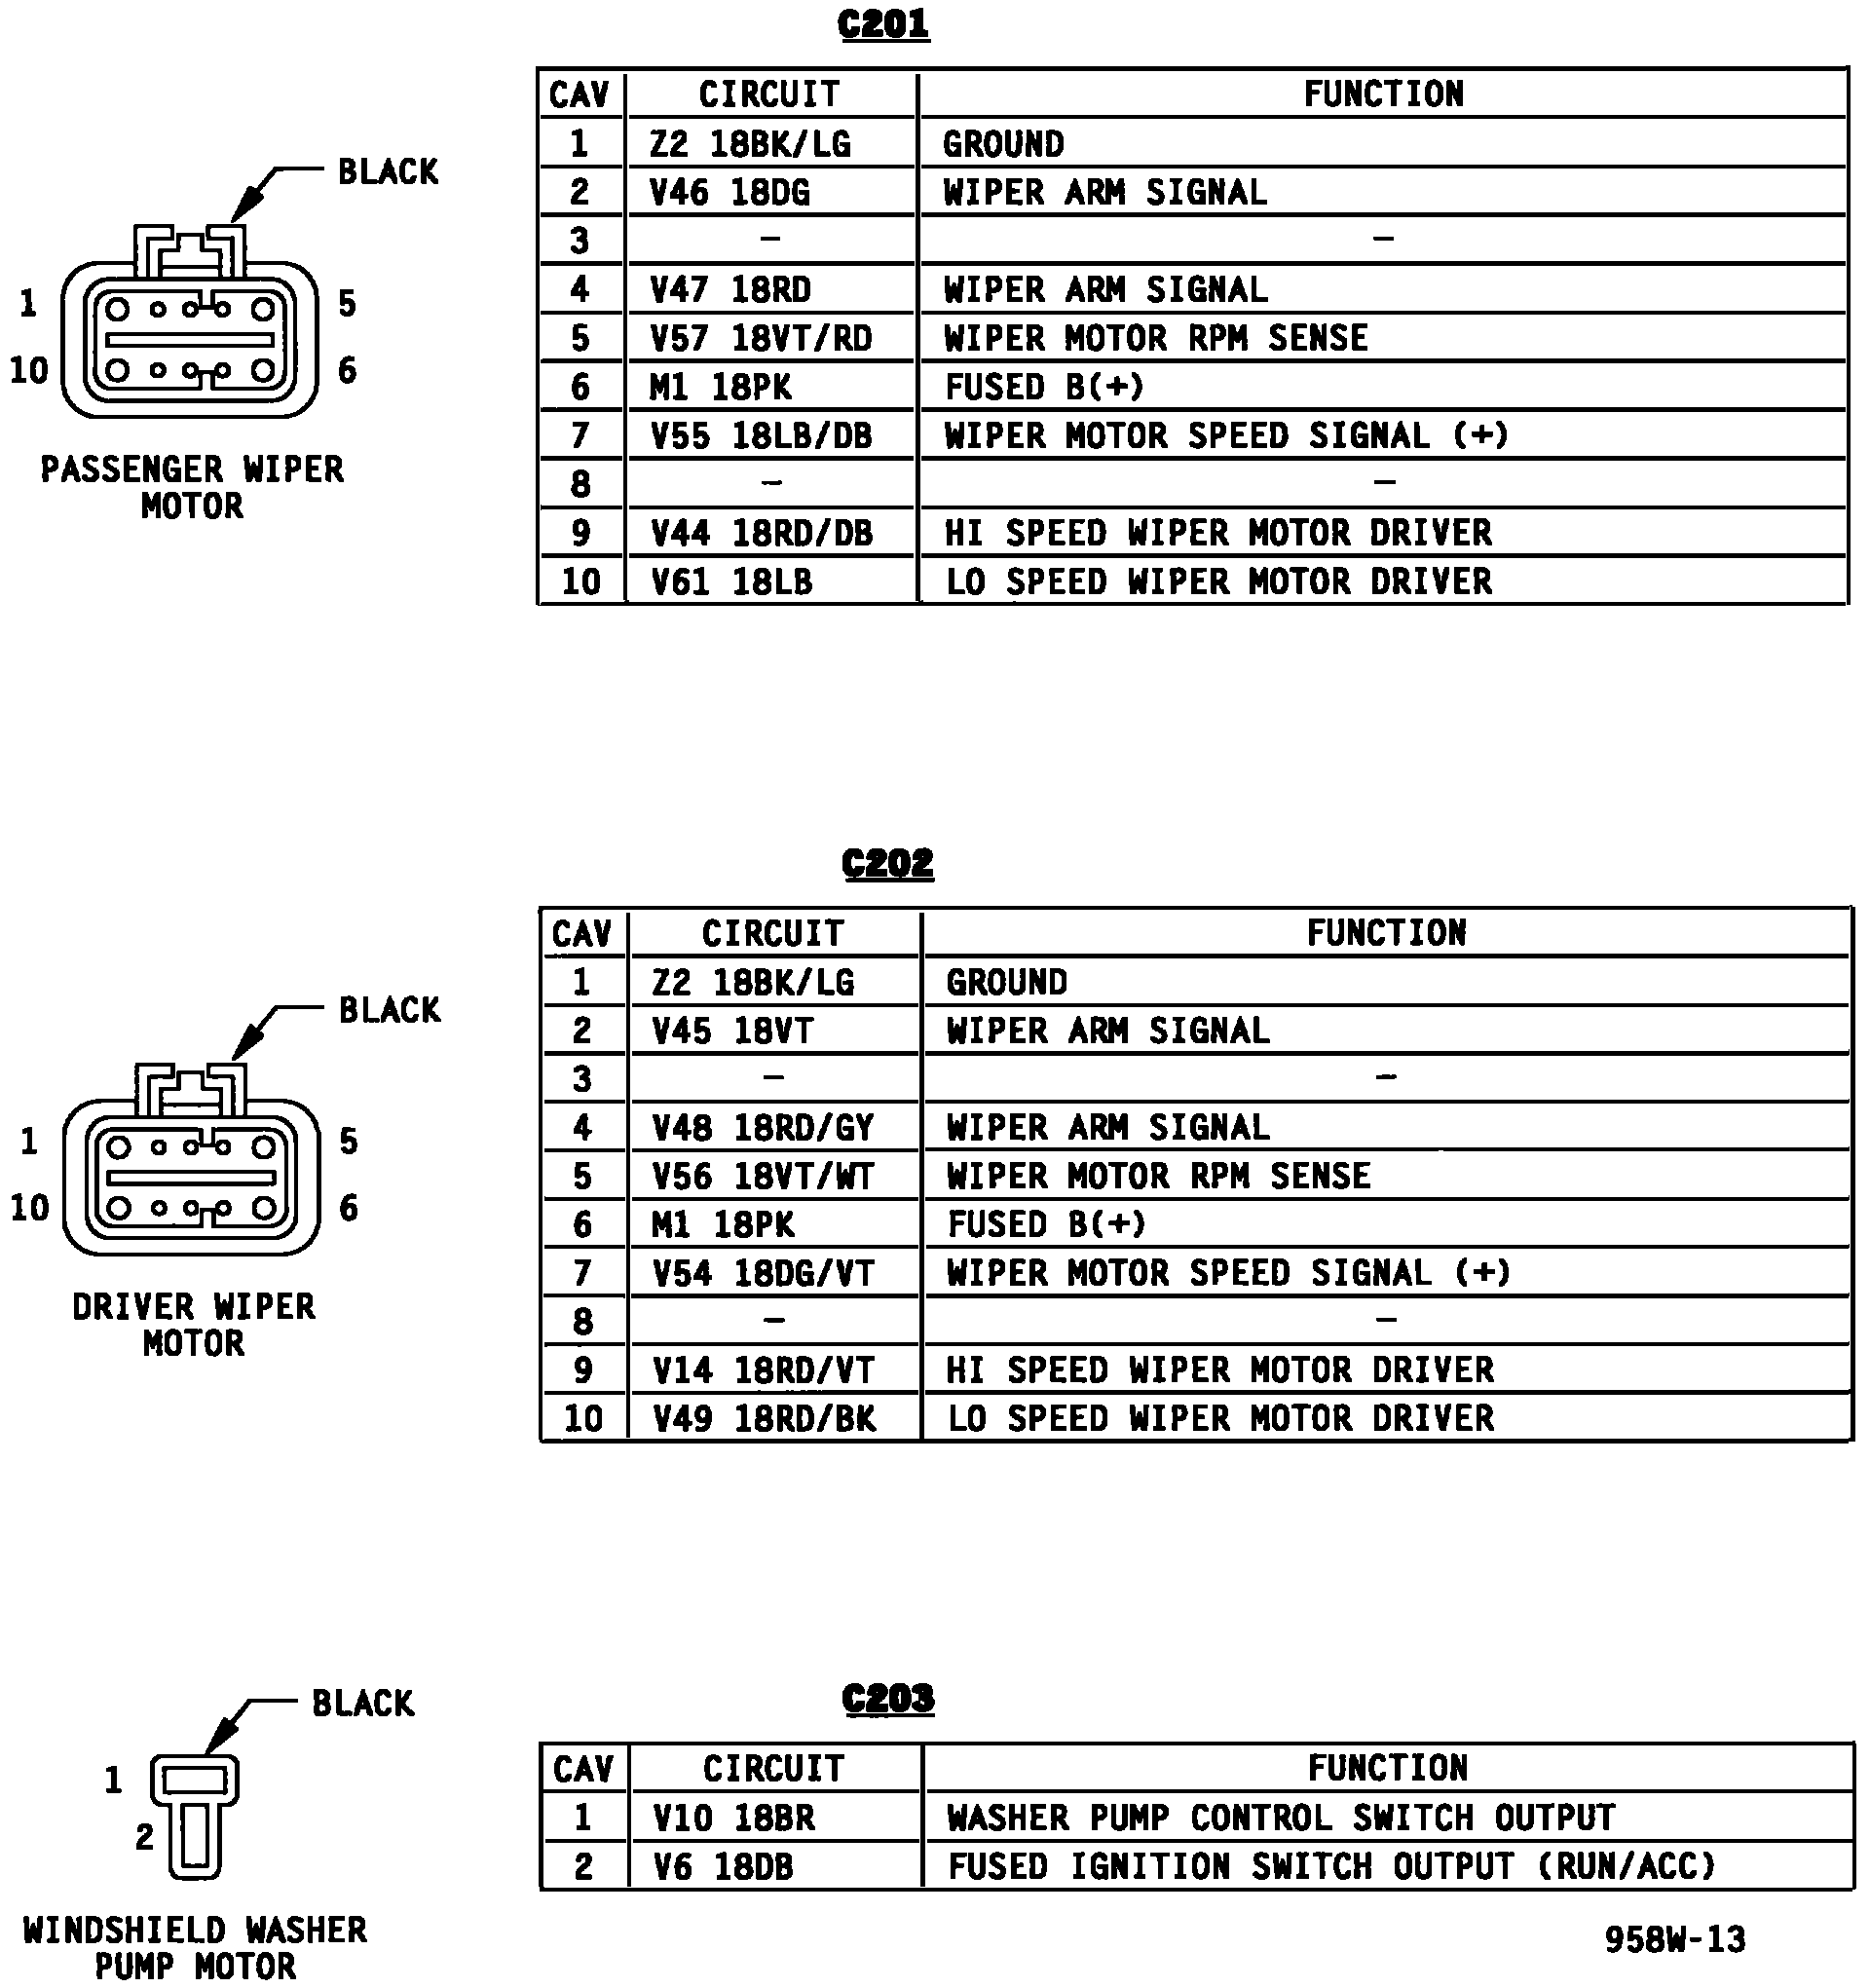 C201
CAV CIRCUIT FUNCTION
1 Z2 18BK/LG GROUND
2 V46 18DG WIPER ARM SIGNAL
3 – –
4 V47 18RD WIPER ARM SIGNAL
5 V57 18VT/RD WIPER MOTOR RPM SENSE
6 M1 18PK FUSED B(+)
7 V55 18LB/DB WIPER MOTOR SPEED SIGNAL (+)
8 – –
9 V44 18RD/DB HI SPEED WIPER MOTOR DRIVER
10 V61 18LB LO SPEED WIPER MOTOR DRIVER
BLACK
1 5
10 6
PASSENGER WIPER
MOTOR
C202
CAV CIRCUIT FUNCTION
1 Z2 18BK/LG GROUND
2 V45 18VT WIPER ARM SIGNAL
3 – –
4 V48 18RD/GY WIPER ARM SIGNAL
5 V56 18VT/WT WIPER MOTOR RPM SENSE
6 M1 18PK FUSED B(+)
7 V54 18DG/VT WIPER MOTOR SPEED SIGNAL (+)
8 – –
9 V14 18RD/VT HI SPEED WIPER MOTOR DRIVER
10 V49 18RD/BK LO SPEED WIPER MOTOR DRIVER
BLACK
1 5
10 6
DRIVER WIPER
MOTOR
C203
CAV CIRCUIT FUNCTION
1 V10 18BR WASHER PUMP CONTROL SWITCH OUTPUT
2 V6 18DB FUSED IGNITION SWITCH OUTPUT (RUN/ACC)
BLACK
1
2
WINDSHIELD WASHER
PUMP MOTOR
958W-13